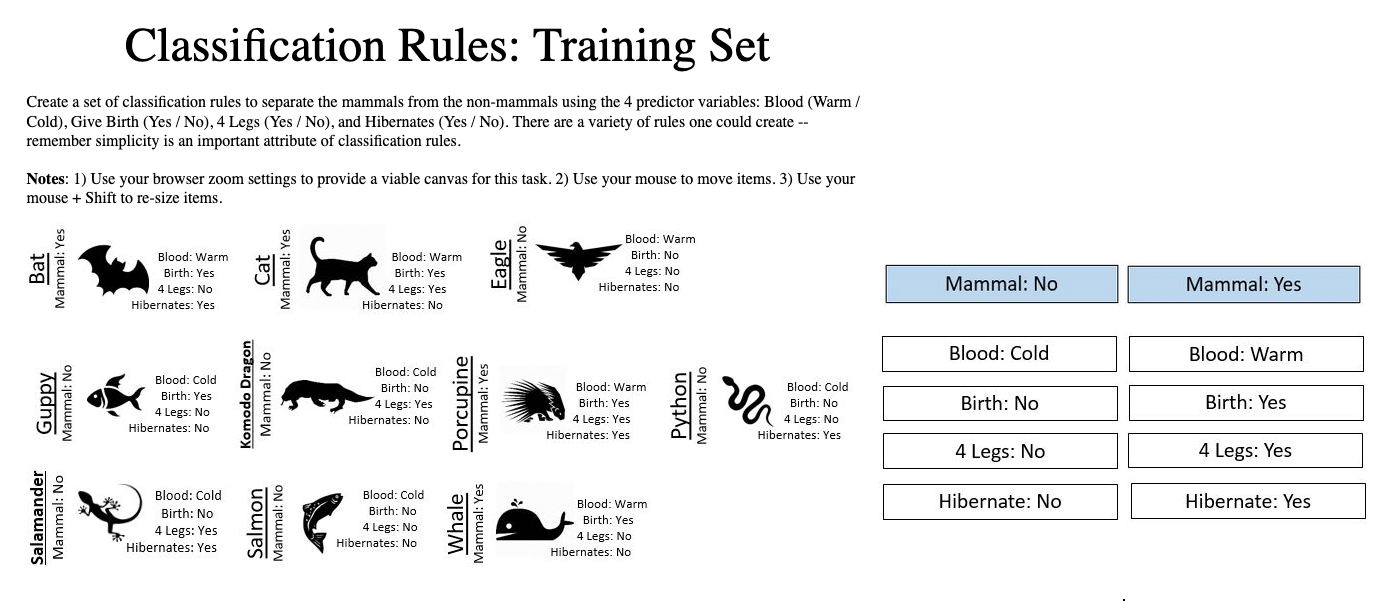 Classification Rules: Training Set
Create a set of classification rules to separate the mammals from the non-mammals using the 4 predictor variables: Blood (Warm /
Cold), Give Birth (Yes / No), 4 Legs (Yes / No), and Hibernates (Yes / No). There are a variety of rules one could create --
remember simplicity is an important attribute of classification rules.
Notes: 1) Use your browser zoom settings to provide a viable canvas for this task. 2) Use your mouse to move items. 3) Use your
mouse + Shift to re-size items.
Bat
Mammal: Yes
Blood: Warm
Birth: Yes
4 Legs: No
Hibernates: Yes
Cat
Mammal: Yes
Blood: Warm
Birth: Yes
4 Legs: Yes
Hibernates: No
Eagle
Mammal: No
Blood: Warm
Birth: No
4 Legs: No
Hibernates: No
Guppy
Mammal: No
Blood: Cold
Birth: Yes
4 Legs: No
Hibernates: No
Komodo Dragon
Mammal: No
Blood: Cold
Birth: No
4 Legs: Yes
Hibernates: No
Porcupine
Mammal: Yes
Blood: Warm
Birth: Yes
4 Legs: Yes
Hibernates: Yes
Python
Mammal: No
Blood: Cold
Birth: No
4 Legs: No
Hibernates: Yes
Salamander
Mammal: No
Blood: Cold
Birth: No
4 Legs: Yes
Hibernates: Yes
Salmon
Mammal: No
Blood: Cold
Birth: No
4 Legs: No
Hibernates: No
Whale
Mammal: Yes
Blood: Warm
Birth: Yes
4 Legs: No
Hibernates: No
Mammal: No
Mammal: Yes
Blood: Cold
Blood: Warm
Birth: No
Birth: Yes
4 Legs: No
4 Legs: Yes
Hibernate: No
Hibernate: Yes